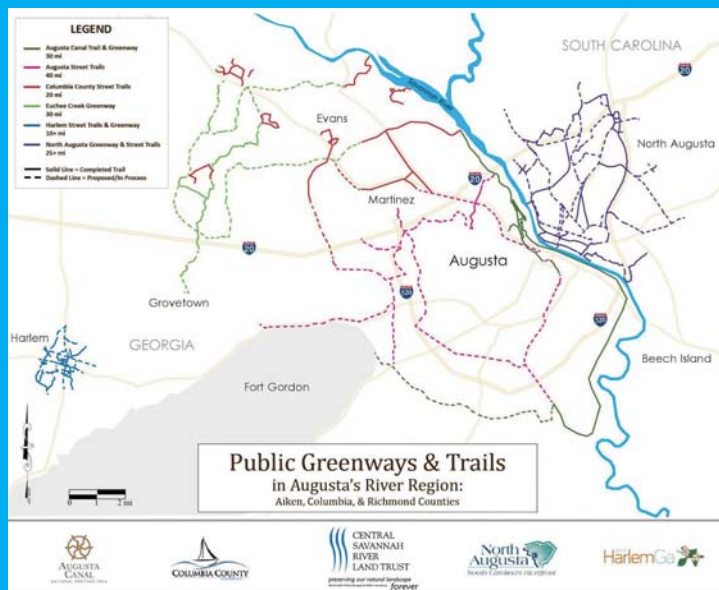 LEGEND
Augusta Canal Trail & Greenway
30 mi
Augusta Street Trails
40 mi
Columbia County Street Trails
20 mi
Euchee Creek Greenway
30 mi
Harlem Street Trails & Greenway
10+ mi
North Augusta Greenway & Street Trails
25+ mi
Solid Line = Completed Trail
Dashed Line = Proposed/In Process
SOUTH CAROLINA
Savannah River
20
Evans
North Augusta
20
Martinez
20
Augusta
Grovetown
520
520
Harlem
GEORGIA
Beech Island
Fort Gordon
Public Greenways & Trails
in Augusta's River Region:
Aiken, Columbia, & Richmond Counties
0 1 2 mi
AUGUSTA
CANAL
NATIONAL HERITAGE AREA
COLUMBIA COUNTY
CENTRAL
SAVANNAH
RIVER
LAND TRUST
preserving our natural landscape
forever
North
Augusta
South Carolina's Riverfront
HarlemGa